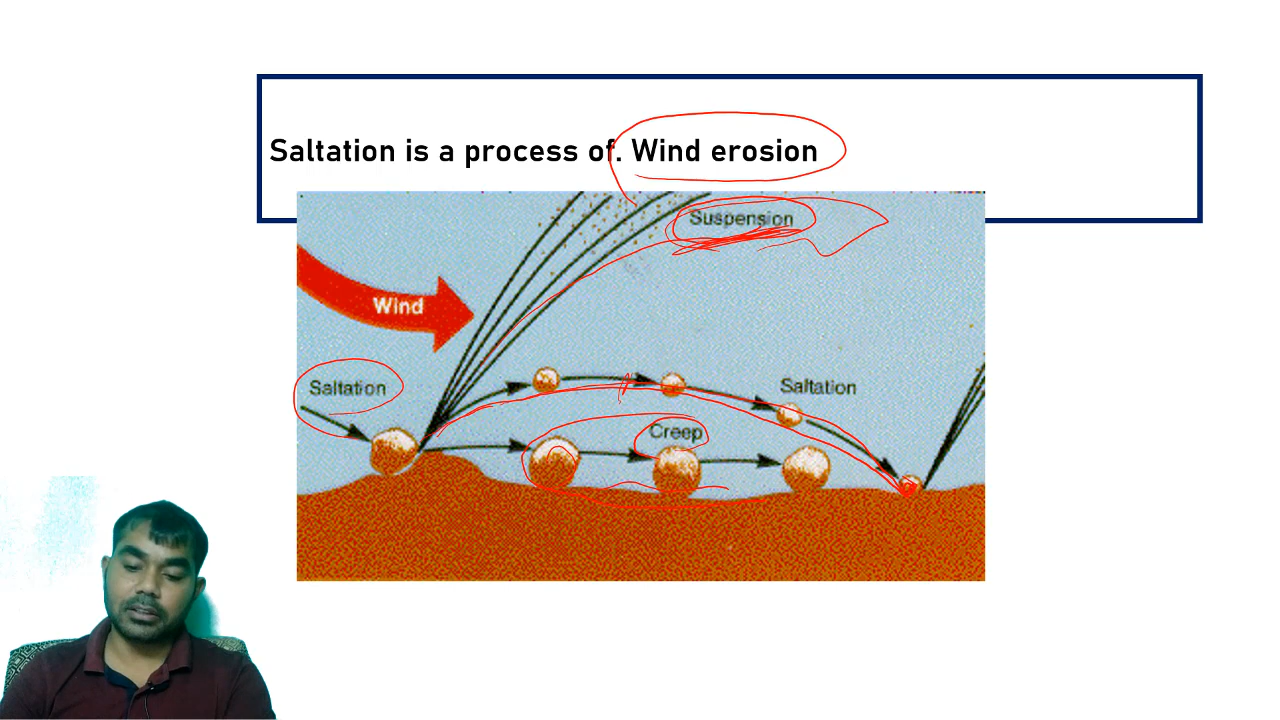 Saltation is a process of. Wind erosion
Suspension
Wind
Saltation
Saltation
Creep